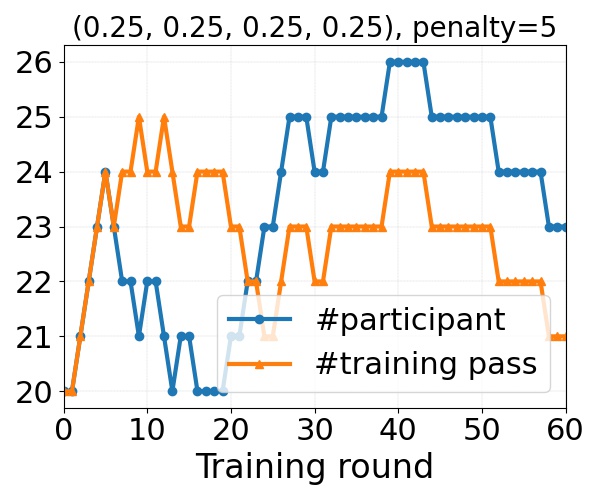 (0.25, 0.25, 0.25, 0.25), penalty=5
26
25
24
23
22
21
20
#participant
#training pass
0 10 20 30 40 50 60
Training round